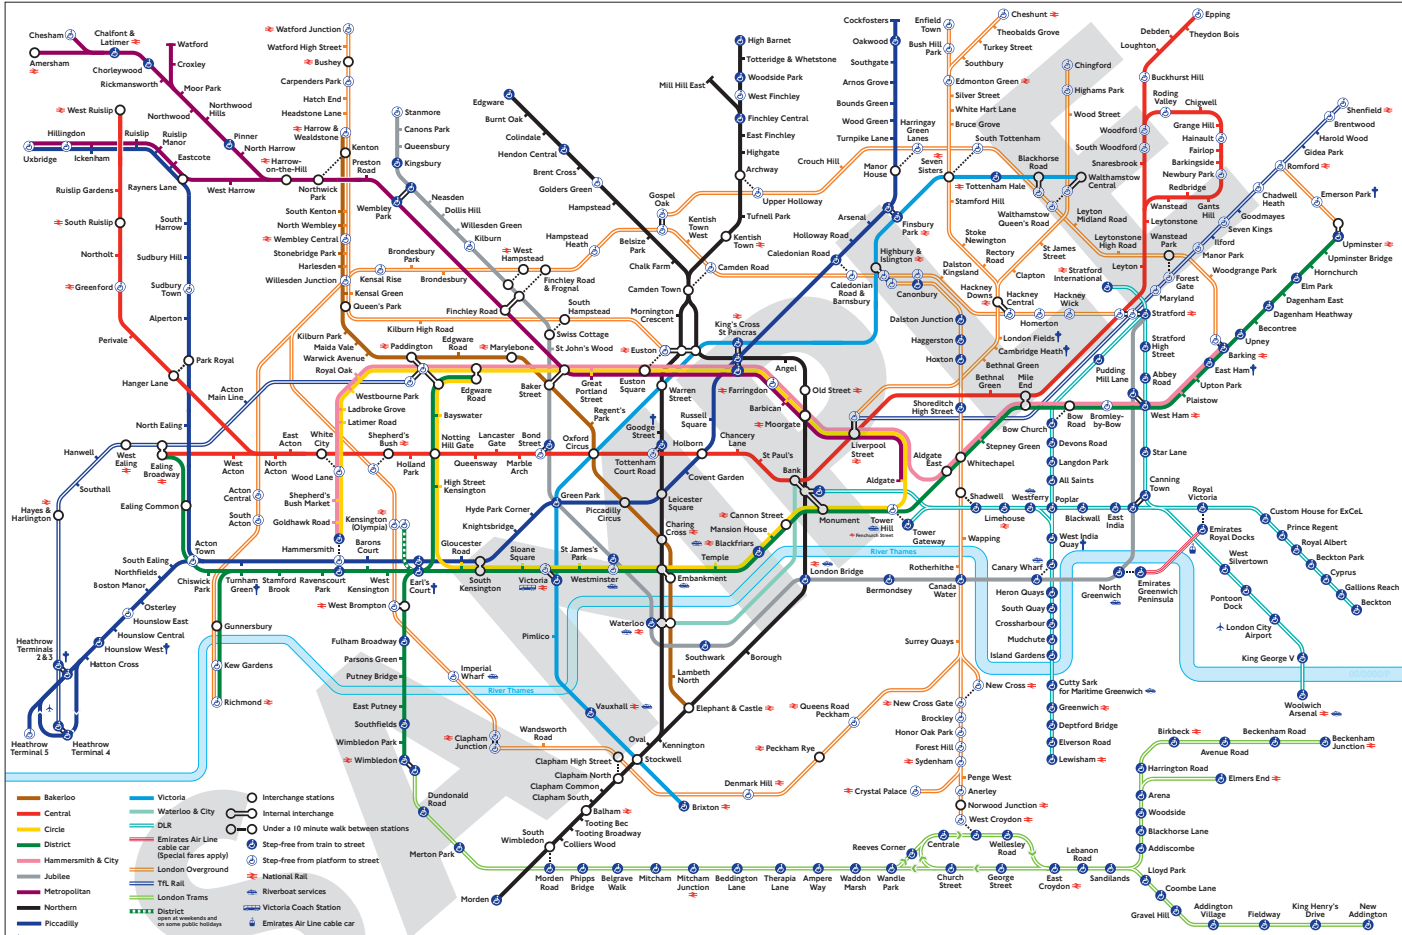 Chesham
Chalfont &
Latimer
Watford
Croxley
Amersham
Chorleywood
Rickmansworth
Moor Park
Northwood
Hills
Northwood
West Ruislip
Hillingdon
Ruislip
Ruislip
Manor
Pinner
North Harrow
Uxbridge
Ickenham
Eastcote
Harrow-
on-the-Hill
Rayners Lane
West Harrow
Northwick
Park
Ruislip Gardens
South Ruislip
Northolt
Greenford
Perivale
Hanger Lane
South
Harrow
Sudbury Hill
Sudbury
Town
Alperton
Park Royal
North Ealing
Acton
Main Line
Watford Junction
Watford High Street
Bushey
Carpenders Park
Hatch End
Headstone Lane
Harrow &
Wealdstone
Kenton
Preston
Road
South Kenton
North Wembley
Wembley Central
Stonebridge Park
Harlesden
Willesden Junction
Kensal Rise
Kensal Green
Queen's Park
Kilburn Park
Maida Vale
Warwick Avenue
Royal Oak
Paddington
Westbourne Park
Ladbroke Grove
Latimer Road
Stanmore
Canons Park
Queensbury
Kingsbury
Wembley
Park
Neasden
Dollis Hill
Willesden Green
Kilburn
West
Hampstead
Brondesbury
Park
Brondesbury
Finchley Road
& Frognal
Finchley Road
South
Hampstead
Kilburn High Road
Swiss Cottage
St John's Wood
Edgware
Road
Marylebone
Edgware
Road
Baker
Street
Great
Portland
Street
Edgware
Burnt Oak
Colindale
Hendon Central
Brent Cross
Golders Green
Hampstead
Hampstead
Heath
Belsize
Park
Chalk Farm
Camden Town
Mornington
Crescent
Euston
Euston
Square
Warren
Street
High Barnet
Totteridge & Whetstone
Woodside Park
Mill Hill East
West Finchley
Finchley Central
East Finchley
Highgate
Archway
Upper Holloway
Crouch Hill
Gospel
Oak
Tufnell Park
Kentish
Town
West
Kentish
Town
Camden Road
King's Cross
St Pancras
Cockfosters
Oakwood
Southgate
Arnos Grove
Bounds Green
Wood Green
Turnpike Lane
Harringay
Green
Lanes
Manor
House
Seven
Sisters
Arsenal
Finsbury
Park
Holloway Road
Caledonian Road
Highbury &
Islington
Caledonian
Road &
Barnsbury
Canonbury
Enfield
Town
Bush Hill
Park
Cheshunt
Theobalds Grove
Turkey Street
Southbury
Edmonton Green
Silver Street
White Hart Lane
Bruce Grove
South Tottenham
Tottenham Hale
Stamford Hill
Stoke
Newington
Rectory
Road
Dalston
Kingsland
Clapton
Hackney
Downs
Hackney
Central
Hackney
Wick
Homerton
Dalston Junction
Haggerston
Hoxton
London Fields
Cambridge Heath
Bethnal Green
Shoreditch
High Street
Chingford
Highams Park
Wood Street
Blackhorse
Road
Walthamstow
Central
Walthamstow
Queen's Road
St James
Street
Leyton
Midland Road
Leytonstone
High Road
Leyton
Epping
Debden
Theydon Bois
Loughton
Buckhurst Hill
Roding
Valley
Chigwell
Grange Hill
Hainault
Fairlop
Barkingside
Newbury Park
Woodford
South Woodford
Snaresbrook
Redbridge
Wanstead
Gants
Hill
Leytonstone
Wanstead
Park
Shenfield
Brentwood
Harold Wood
Gidea Park
Romford
Emerson Park
Chadwell
Heath
Goodmayes
Seven Kings
Ilford
Manor Park
Woodgrange Park
Forest
Gate
Maryland
Upminster
Upminster Bridge
Hornchurch
Elm Park
Dagenham East
Dagenham Heathway
Becontree
Upney
Barking
East Ham
Upton Park
Plaistow
West Ham
Stratford
International
Stratford
Stratford
High
Street
Abbey
Road
Pudding
Mill Lane
Bethnal
Green
Mile
End
Bow
Road
Bromley-
by-Bow
Bow Church
Devons Road
Langdon Park
All Saints
Stepney Green
Star Lane
Canning
Town
Royal
Victoria
Custom House for ExCeL
Prince Regent
Royal Albert
Beckton Park
Cyprus
Gallions Reach
Beckton
Emirates
Royal Docks
West
Silvertown
Pontoon
Dock
London City
Airport
King George V
Woolwich
Arsenal
Emirates
Greenwich
Peninsula
North
Greenwich
Poplar
Blackwall
East
India
Westferry
Limehouse
Shadwell
West India
Quay
Canary Wharf
Heron Quays
South Quay
Crossharbour
Mudchute
Island Gardens
Cutty Sark
for Maritime Greenwich
Greenwich
Deptford Bridge
Elverson Road
Lewisham
Hanwell
Southall
Hayes &
Harlington
West
Ealing
Ealing
Broadway
Ealing Common
West
Acton
North
Acton
East
Acton
White
City
Acton
Central
South
Acton
Wood Lane
Shepherd's
Bush
Shepherd's
Bush Market
Goldhawk Road
Hammersmith
Holland
Park
Notting
Hill Gate
Queensway
Lancaster
Gate
Marble
Arch
Bond
Street
Oxford
Circus
Bayswater
High Street
Kensington
Kensington
(Olympia)
Barons
Court
Gloucester
Road
South Ealing
Northfields
Boston Manor
Osterley
Hounslow East
Hounslow Central
Hounslow West
Hatton Cross
Heathrow
Terminals
2 & 3
Heathrow
Terminal 5
Heathrow
Terminal 4
Acton
Town
Chiswick
Park
Turnham
Green
Stamford
Brook
Ravenscourt
Park
West
Kensington
Earl's
Court
South
Kensington
Gunnersbury
Kew Gardens
Richmond
West Brompton
Fulham Broadway
Parsons Green
Putney Bridge
East Putney
Southfields
Wimbledon Park
Wimbledon
Dundonald
Road
Merton Park
Imperial
Wharf
Clapham
Junction
Wandsworth
Road
Clapham High Street
Clapham North
Clapham Common
Clapham South
Balham
Tooting Bec
Tooting Broadway
Colliers Wood
South
Wimbledon
Morden
Regent's
Park
Goodge
Street
Tottenham
Court Road
Russell
Square
Holborn
Chancery
Lane
St Paul's
Covent Garden
Leicester
Square
Piccadilly
Circus
Green Park
Hyde Park Corner
Knightsbridge
Sloane
Square
Victoria
St James's
Park
Westminster
Charing
Cross
Embankment
Temple
Blackfriars
Mansion House
Cannon Street
Bank
Monument
Farringdon
Barbican
Moorgate
Angel
Old Street
Liverpool
Street
Aldgate
East
Aldgate
Whitechapel
Tower
Hill
Fenchurch Street
Tower
Gateway
River Thames
Wapping
Rotherhithe
Canada
Water
Surrey Quays
London Bridge
Bermondsey
Waterloo
Southwark
Lambeth
North
Borough
Elephant & Castle
Pimlico
Vauxhall
Oval
Kennington
Stockwell
Brixton
River Thames
Queens Road
Peckham
Peckham Rye
Denmark Hill
New Cross
New Cross Gate
Brockley
Honor Oak Park
Forest Hill
Sydenham
Crystal Palace
Penge West
Anerley
Norwood Junction
West Croydon
Morden
Road
Phipps
Bridge
Belgrave
Walk
Mitcham
Mitcham
Junction
Beddington
Lane
Therapia
Lane
Ampere
Way
Waddon
Marsh
Wandle
Park
Reeves Corner
Centrale
Church
Street
Wellesley
Road
George
Street
East
Croydon
Lebanon
Road
Sandilands
Lloyd Park
Coombe Lane
Gravel Hill
Addington
Village
Fieldway
King Henry's
Drive
New
Addington
Addiscombe
Blackhorse Lane
Woodside
Arena
Harrington Road
Elmers End
Birkbeck
Avenue Road
Beckenham Road
Beckenham
Junction
Bakerloo
Central
Circle
District
Hammersmith & City
Jubilee
Metropolitan
Northern
Piccadilly
Victoria
Waterloo & City
DLR
Emirates Air Line
cable car
(Special fares apply)
London Overground
TfL Rail
London Trams
District
open at weekends and
on some public holidays
Interchange stations
Internal interchange
Under a 10 minute walk between stations
Step-free from train to street
Step-free from platform to street
National Rail
Riverboat services
Victoria Coach Station
Emirates Air Line cable car
SAMPLE